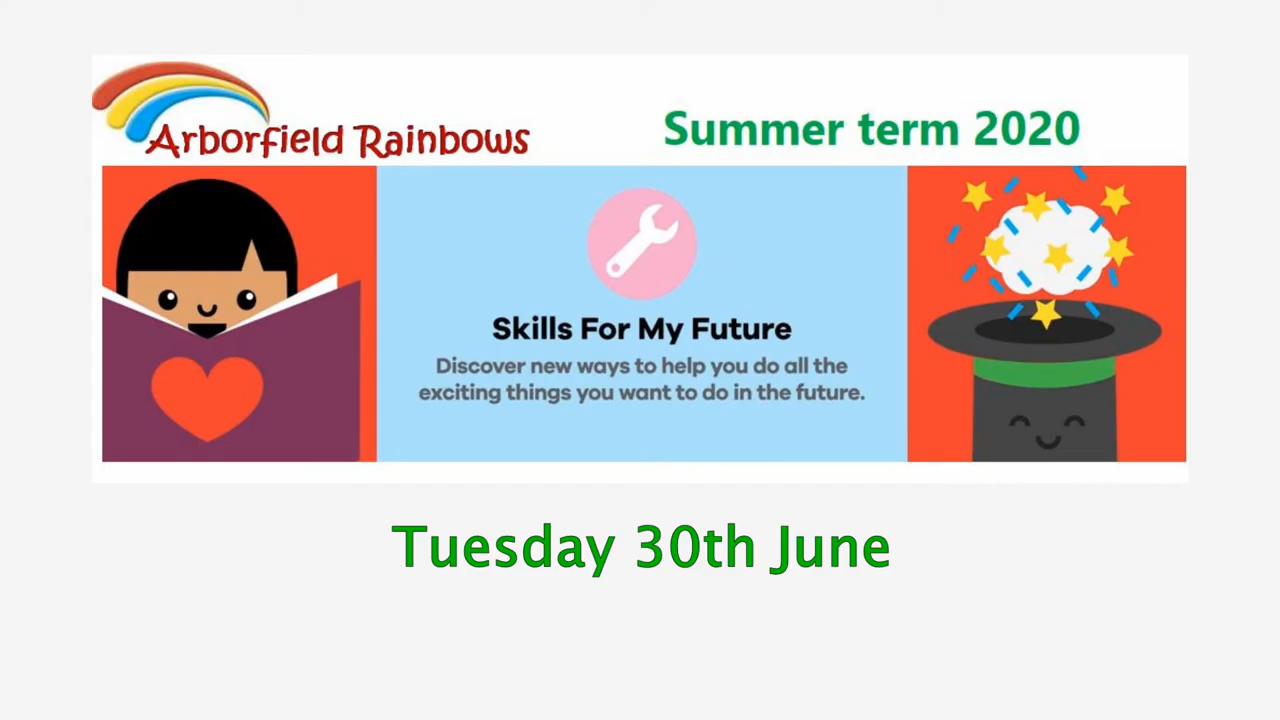 Arborfield Rainbows
Summer term 2020
Skills For My Future
Discover new ways to help you do all the
exciting things you want to do in the future.
Tuesday 30th June